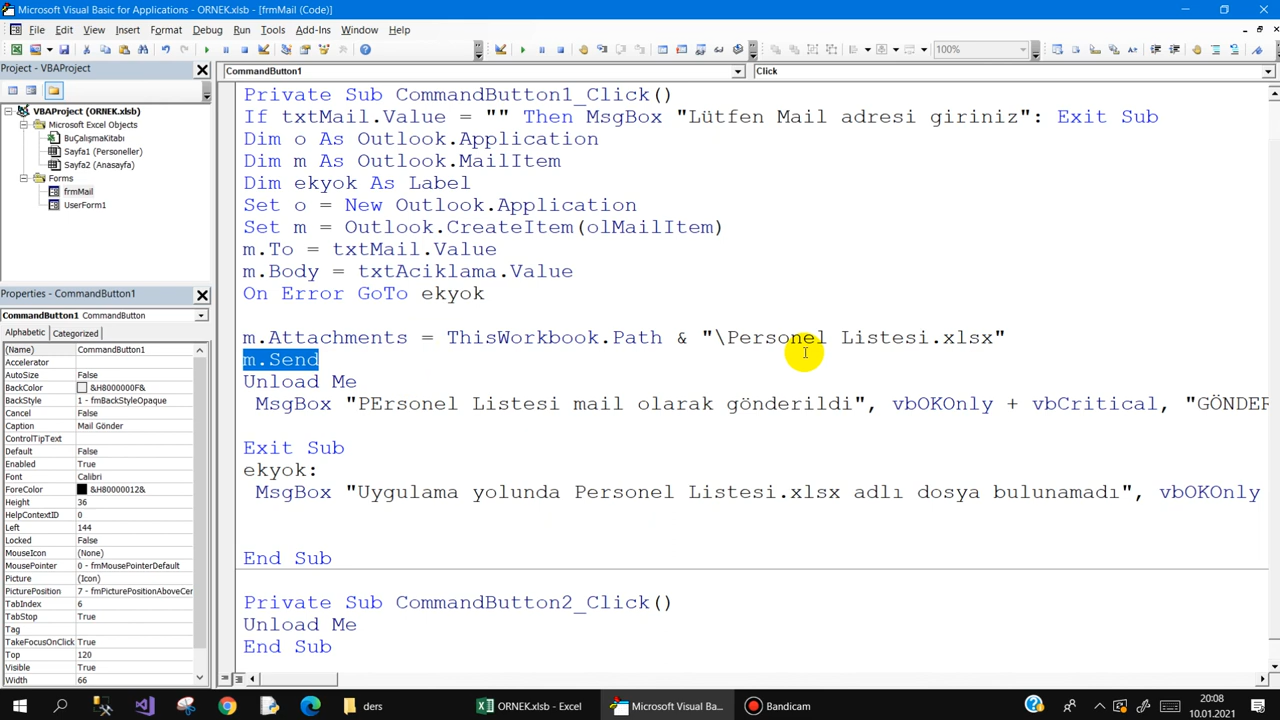 Microsoft Visual Basic for Applications - ORNEK.xlsb - [frmMail (Code)]
File Edit View Insert Format Debug Run Tools Add-Ins Window Help
100%
Project - VBAProject
CommandButton1
Click
VBAProject (ORNEK.xlsb)
Microsoft Excel Objects
BuÇalışmaKitabı
Sayfa1 (Personeller)
Sayfa2 (Anasayfa)
Forms
frmMail
UserForm1
Private Sub CommandButton1_Click()
If txtMail.Value = "" Then MsgBox "Lütfen Mail adresi giriniz": Exit Sub
Dim o As Outlook.Application
Dim m As Outlook.MailItem
Dim ekyok As Label
Set o = New Outlook.Application
Set m = Outlook.CreateItem(olMailItem)
m.To = txtMail.Value
m.Body = txtAciklama.Value
On Error GoTo ekyok
m.Attachments = ThisWorkbook.Path & "\Personel Listesi.xlsx"
m.Send
Unload Me
MsgBox "PErsonel Listesi mail olarak gönderildi", vbOKOnly + vbCritical, "GÖNDER
Exit Sub
ekyok:
MsgBox "Uygulama yolunda Personel Listesi.xlsx adlı dosya bulunamadı", vbOKOnly
End Sub
Private Sub CommandButton2_Click()
Unload Me
End Sub
Properties - CommandButton1
CommandButton1 CommandButton
Alphabetic Categorized
(Name) CommandButton1
Accelerator
AutoSize False
BackColor &H8000000F&
BackStyle 1 - fmBackStyleOpaque
Cancel False
Caption Mail Gönder
ControlTipText
Default False
Enabled True
Font Calibri
ForeColor &H80000012&
Height 36
HelpContextID 0
Left 144
Locked False
MouseIcon (None)
MousePointer 0 - fmMousePointerDefault
Picture (Icon)
PicturePosition 7 - fmPicturePositionAboveCer
TabIndex 6
TabStop True
Tag
TakeFocusOnClick True
Top 120
Visible True
Width 66
ders
ORNEK.xlsb - Excel
Microsoft Visual Ba...
Bandicam
20:08
10.01.2021